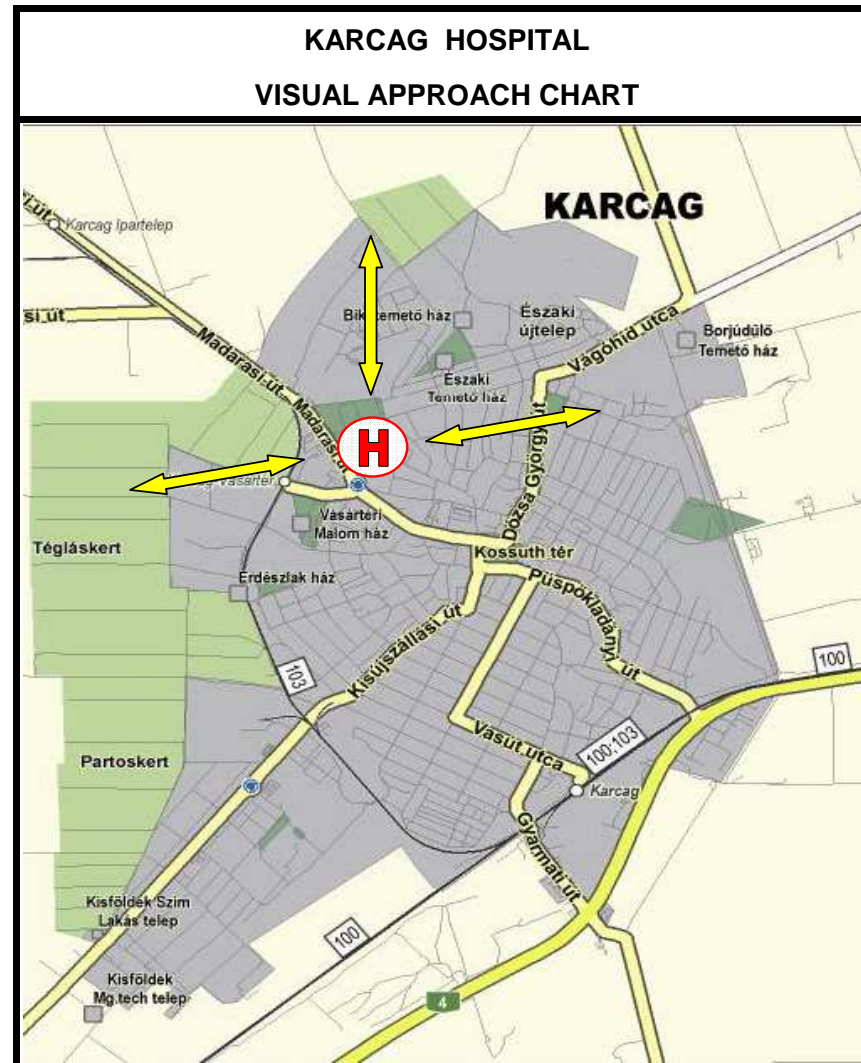 KARCAG HOSPITAL
VISUAL APPROACH CHART
KARCAG
si út
Karcag Ipartelep
si út
Madarasi út
Madarasi út
temető ház
Északi
újtelep
Vágóhíd utca
Borjúdűlő
Temető ház
Északi
Temető ház
H
Dózsa György út
Vásártér
Vásártéri
Malom ház
Tégláskert
Kossuth tér
Erdészlak ház
Püspökladányi út
Kisújszállási út
103
100
Vasút utca
100;103
Partoskert
Karcag
Gyarmati út
Kisföldek Szim
Lakás telep
100
Kisföldek
Mg.tech telep
4